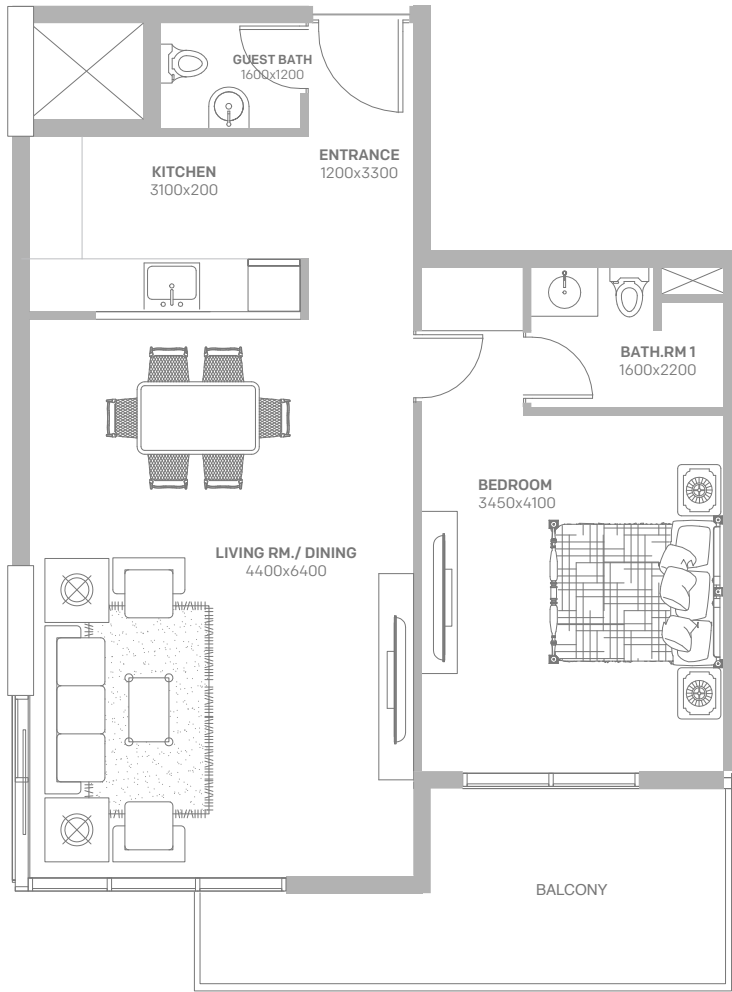 GUEST BATH
1600x1200
ENTRANCE
1200x3300
KITCHEN
3100x200
BATH.RM 1
1600x2200
BEDROOM
3450x4100
LIVING RM./ DINING
4400x6400
BALCONY